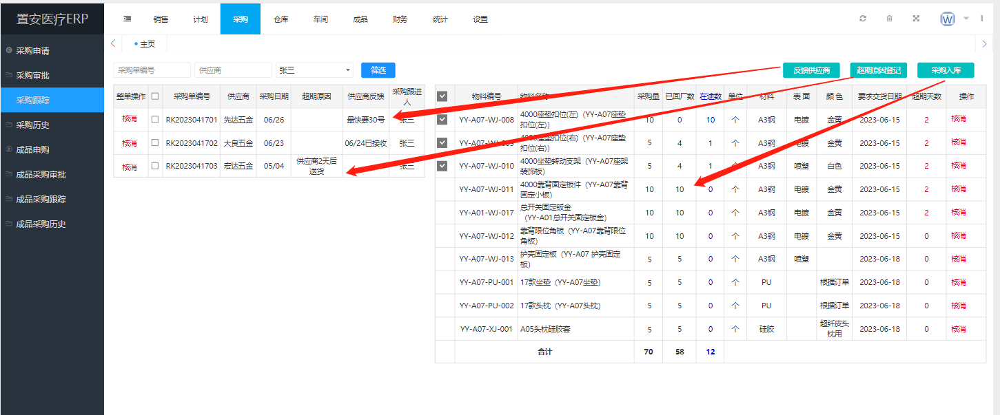 置安医疗ERP
销售 计划 采购 仓库 车间 成品 财务 统计 设置
采购申请
采购审批
采购跟踪
采购历史
成品申购
成品采购审批
成品采购跟踪
成品采购历史
主页
采购单编号 供应商 张三 筛选 反馈供应商 超期原因登记 采购入库
整单操作 采购单编号 供应商 采购日期 超期原因 供应商反馈 采购跟进人
核消 RK2023041701 先达五金 06/26 最快要30号 张三
核消 RK2023041702 大良五金 06/23 06/24已接收 张三
核消 RK2023041703 宏达五金 05/04 供应商2天后送货 张三
物料编号 物料名称 采购量 已回厂数 在途数 单位 材料 表面 颜色 要求交货日期 超期天数 操作
YY-A07-WJ-008 4000座垫扣位(左)(YY-A07座垫扣位(左)) 10 0 10 个 A3钢 电镀 金黄 2023-06-15 2 核消
YY-A07-WJ-009 4000座垫扣位(右)(YY-A07座垫扣位(右)) 5 4 1 个 A3钢 电镀 金黄 2023-06-15 2 核消
YY-A07-WJ-010 4000坐垫转动支架(YY-A07座架装饰板) 5 4 1 个 A3钢 喷塑 白色 2023-06-15 2 核消
YY-A07-WJ-011 4000靠背固定板件(YY-A07靠背固定小板) 10 10 0 个 A3钢 电镀 金黄 2023-06-15 2 核消
YY-A01-WJ-017 总开关固定钣金(YY-A01总开关固定板金) 10 10 0 个 A3钢 电镀 金黄 2023-06-15 2 核消
YY-A07-WJ-012 靠背限位角板(YY-A07靠背限位角板) 10 10 0 个 A3钢 电镀 金黄 2023-06-15 0 核消
YY-A07-WJ-013 护壳固定板(YY-A07 护壳固定板) 5 5 0 个 A3钢 喷塑 2023-06-18 0 核消
YY-A07-PU-001 17款坐垫(YY-A07坐垫) 5 5 0 个 PU 根据订单 2023-06-18 0 核消
YY-A07-PU-002 17款头枕(YY-A07头枕) 5 5 0 个 PU 根据订单 2023-06-18 0 核消
YY-A07-XJ-001 A05头枕硅胶套 5 5 0 个 硅胶 超纤皮头枕用 2023-06-18 0 核消
合计 70 58 12